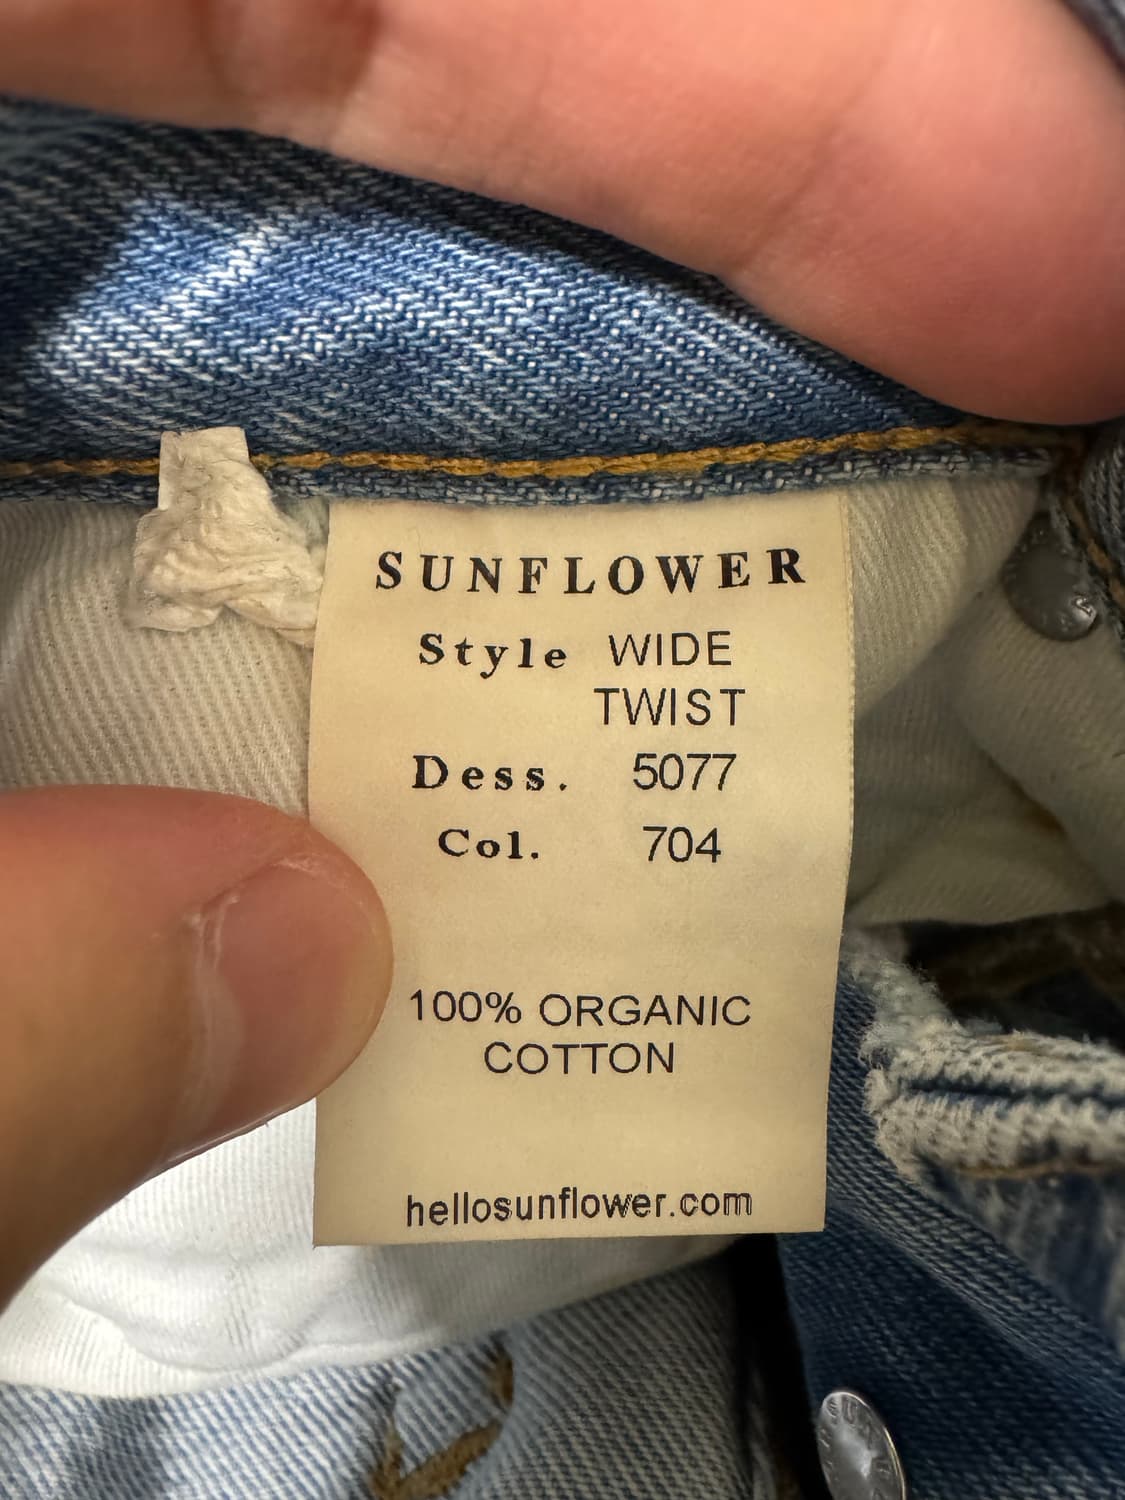 SUNFLOWER
Style WIDE
TWIST
Dess. 5077
Col. 704
100% ORGANIC
COTTON
hellosunflower.com